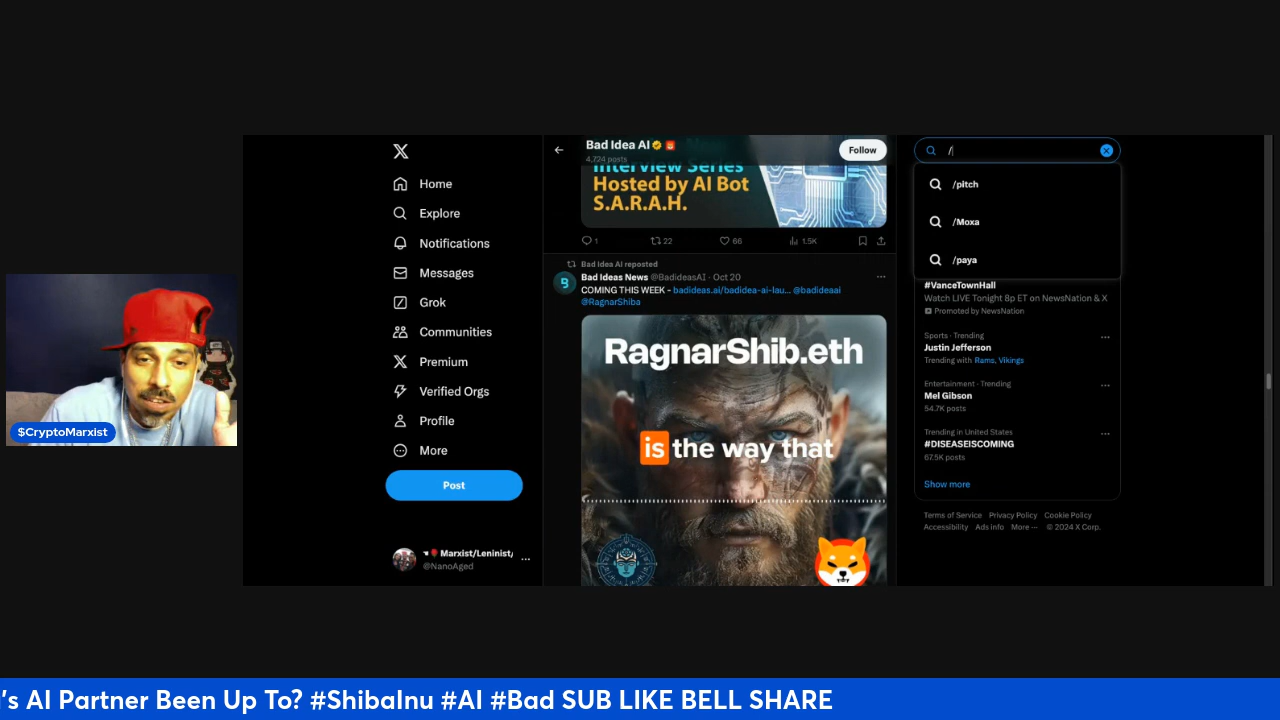 Home
Explore
Notifications
Messages
Grok
Communities
Premium
Verified Orgs
Profile
More
Post
Marxist/Leninist/
@NanoAged
Bad Idea AI
4,724 posts
Follow
Interview Series
Hosted by AI Bot
S.A.R.A.H.
1 22 66 1.5K
Bad Idea AI reposted
Bad Ideas News @BadideasAI · Oct 20
COMING THIS WEEK - badideas.ai/badidea-ai-lau... @badideaai
@RagnarShiba
RagnarShib.eth
is the way that
/
/pitch
/Moxa
/paya
#VanceTownHall
Watch LIVE Tonight 8p ET on NewsNation & X
Promoted by NewsNation
Sports · Trending
Justin Jefferson
Trending with Rams, Vikings
Entertainment · Trending
Mel Gibson
54.7K posts
Trending in United States
#DISEASEISCOMING
67.5K posts
Show more
Terms of Service Privacy Policy Cookie Policy
Accessibility Ads info More ··· © 2024 X Corp.
$CryptoMarxist
's AI Partner Been Up To? #ShibaInu #AI #Bad SUB LIKE BELL SHARE